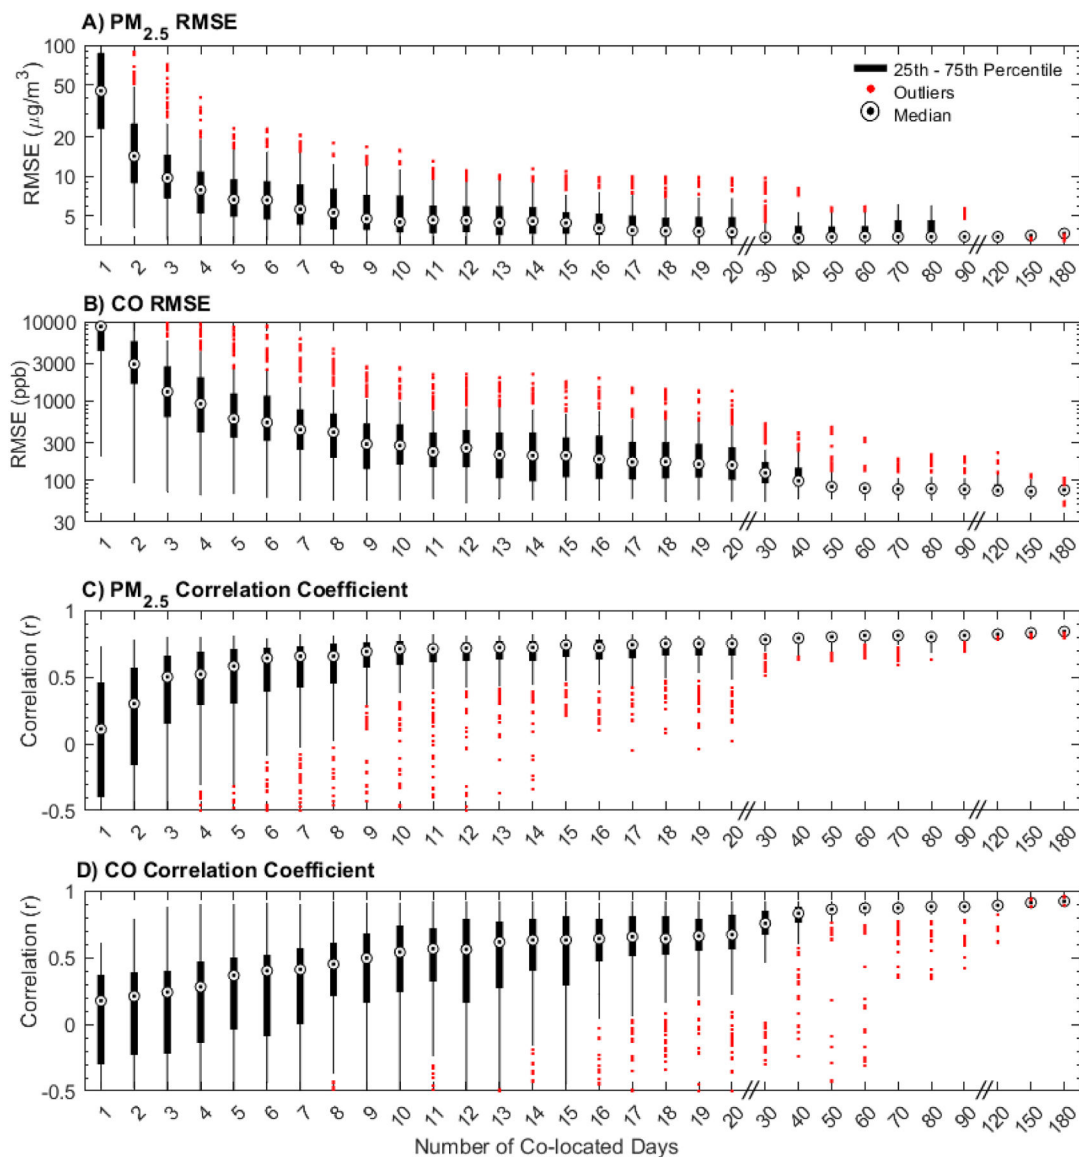 A) PM2.5 RMSE
100
50
20
10
5
RMSE (μg/m3)
25th - 75th Percentile
Outliers
Median
1 2 3 4 5 6 7 8 9 10 11 12 13 14 15 16 17 18 19 20 30 40 50 60 70 80 90 120 150 180
B) CO RMSE
10000
3000
1000
300
100
30
RMSE (ppb)
1 2 3 4 5 6 7 8 9 10 11 12 13 14 15 16 17 18 19 20 30 40 50 60 70 80 90 120 150 180
C) PM2.5 Correlation Coefficient
1
0.5
0
-0.5
Correlation (r)
1 2 3 4 5 6 7 8 9 10 11 12 13 14 15 16 17 18 19 20 30 40 50 60 70 80 90 120 150 180
D) CO Correlation Coefficient
1
0.5
0
-0.5
Correlation (r)
1 2 3 4 5 6 7 8 9 10 11 12 13 14 15 16 17 18 19 20 30 40 50 60 70 80 90 120 150 180
Number of Co-located Days